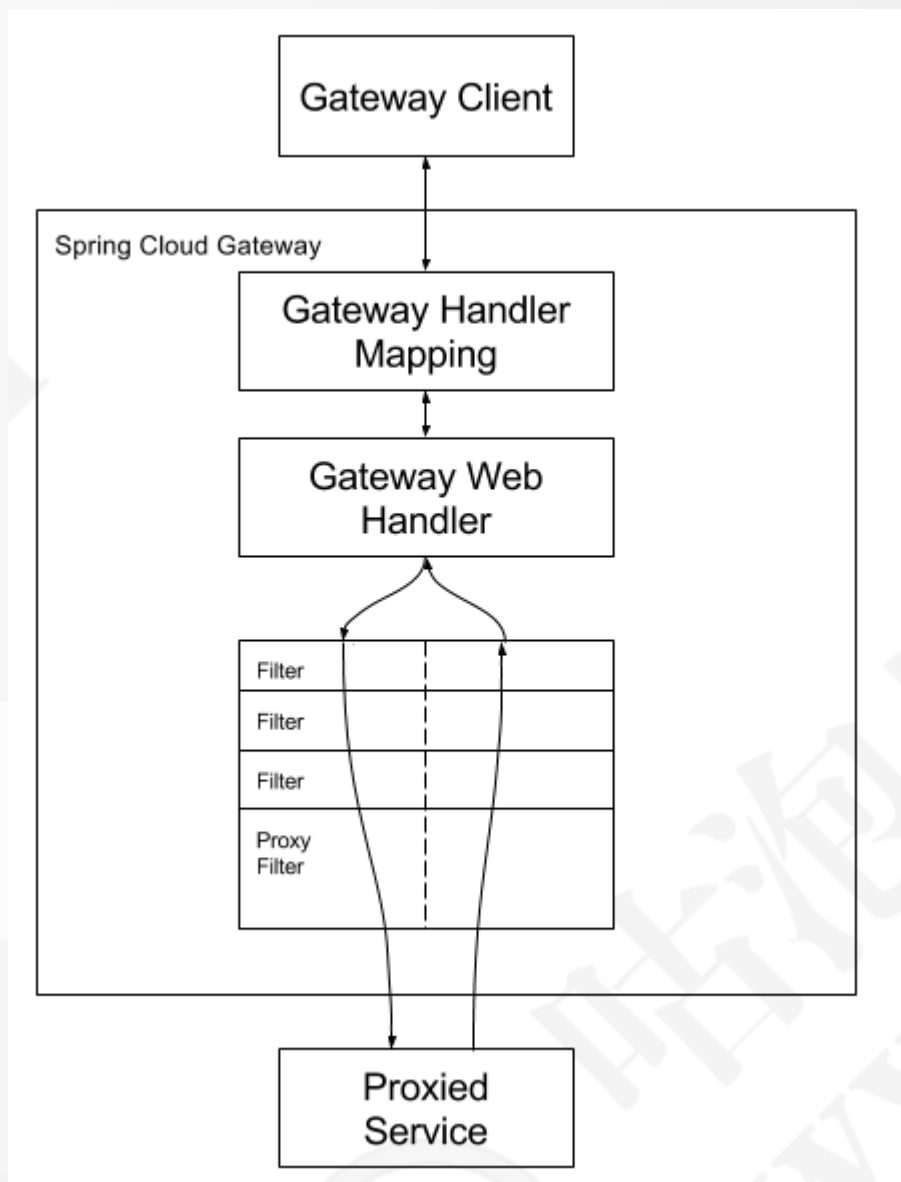 Gateway Client
Spring Cloud Gateway
Gateway Handler
Mapping
Gateway Web
Handler
Filter
Filter
Filter
Proxy
Filter
Proxied
Service